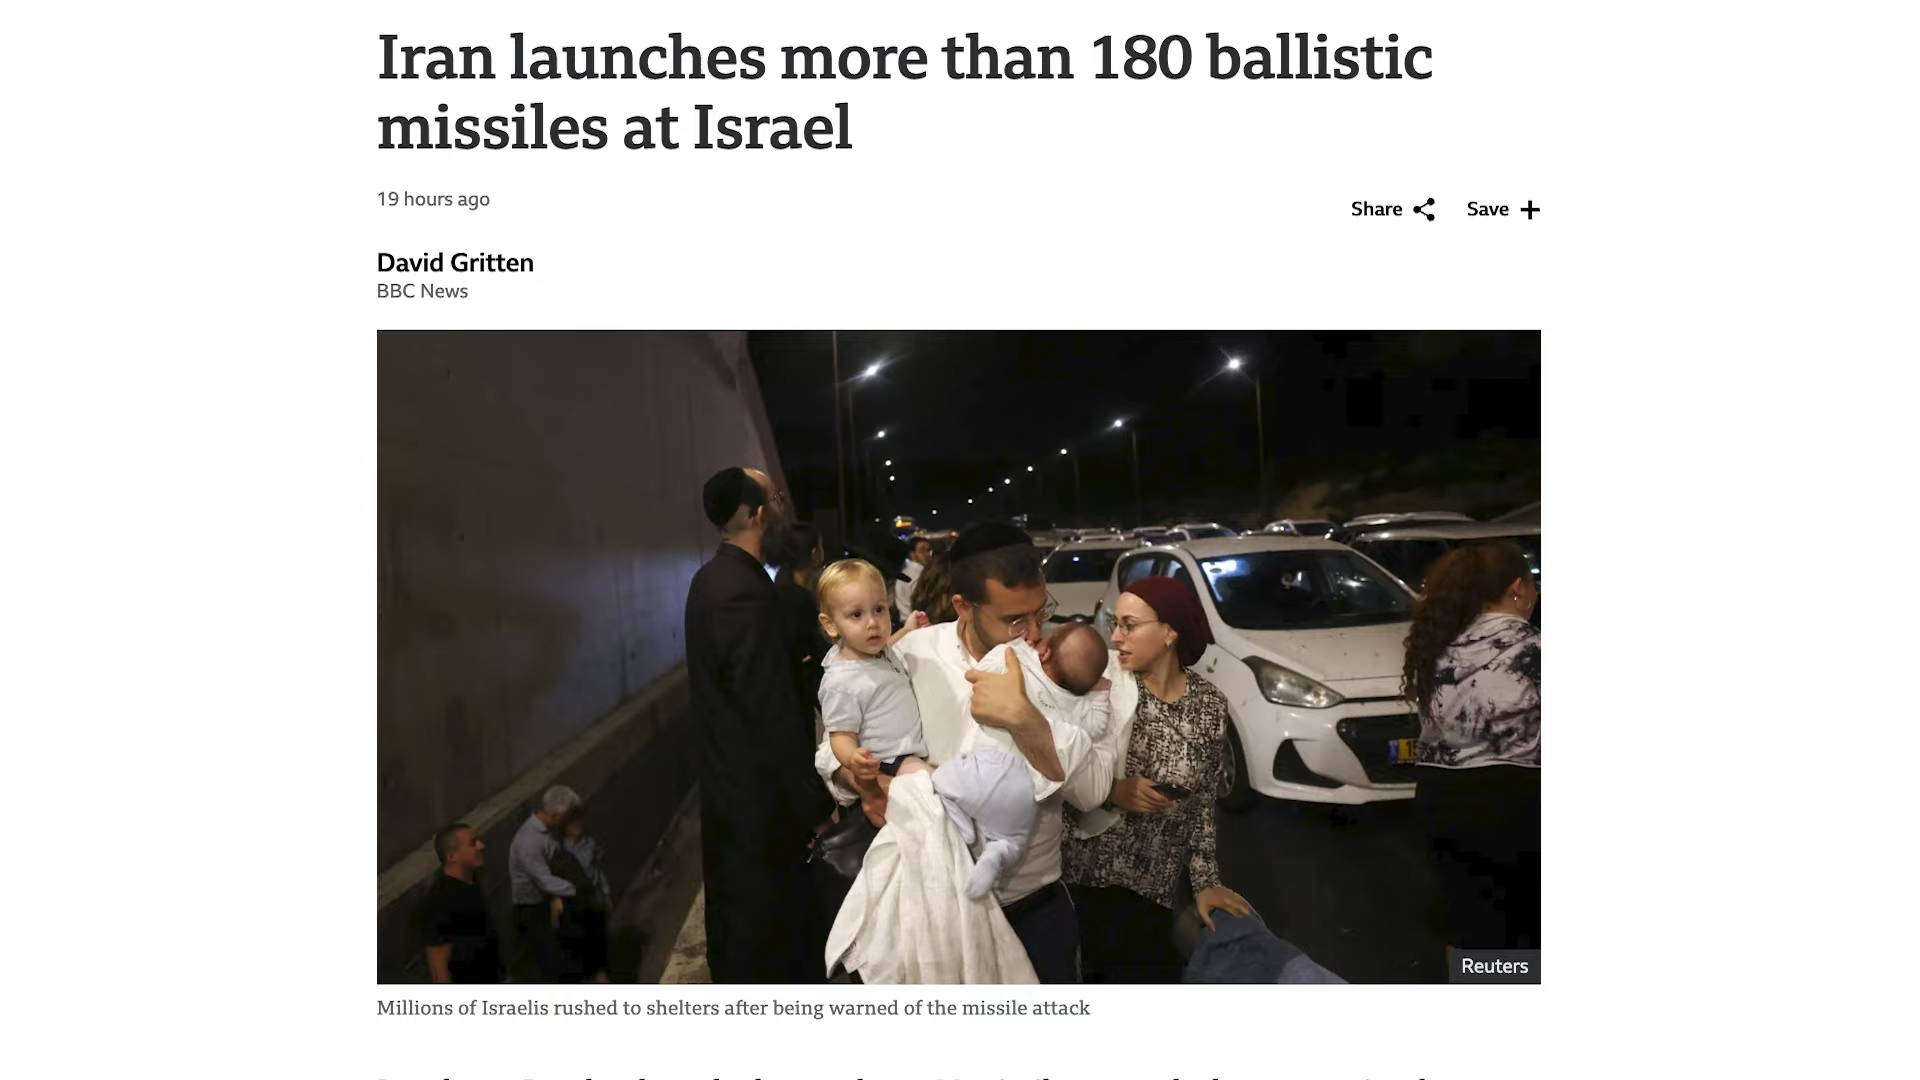 Iran launches more than 180 ballistic
missiles at Israel
19 hours ago
Share
Save
David Gritten
BBC News
Reuters
Millions of Israelis rushed to shelters after being warned of the missile attack